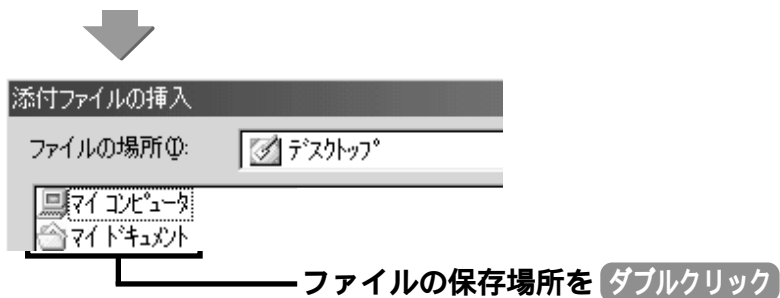 添付ファイルの挿入
ファイルの場所(I):
デスクトップ
マイ コンピュータ
マイ ドキュメント
ファイルの保存場所を ダブルクリック